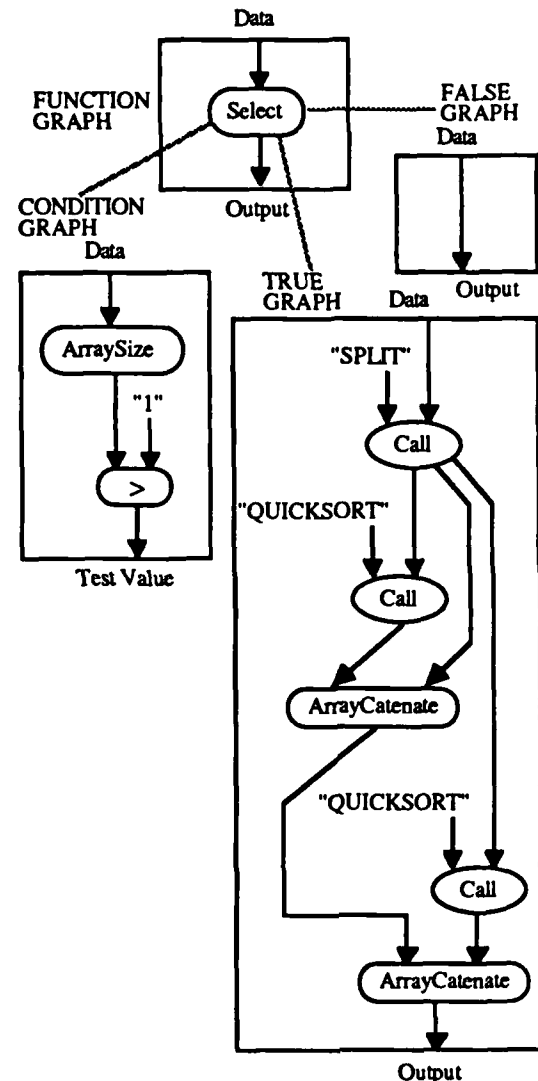 Data
FUNCTION
GRAPH
Select
FALSE
GRAPH
Data
CONDITION
GRAPH
Data
Output
TRUE
GRAPH
Data
Output
ArraySize
"1"
>
Test Value
"SPLIT"
Call
"QUICKSORT"
Call
ArrayCatenate
"QUICKSORT"
Call
ArrayCatenate
Output